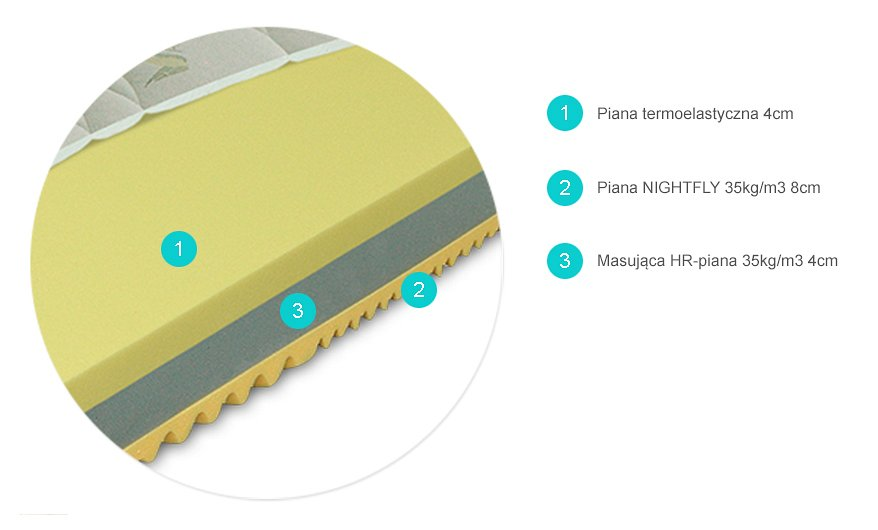 1 Piana termoelastyczna 4cm
2 Piana NIGHTFLY 35kg/m3 8cm
3 Masująca HR-piana 35kg/m3 4cm
1
2
3